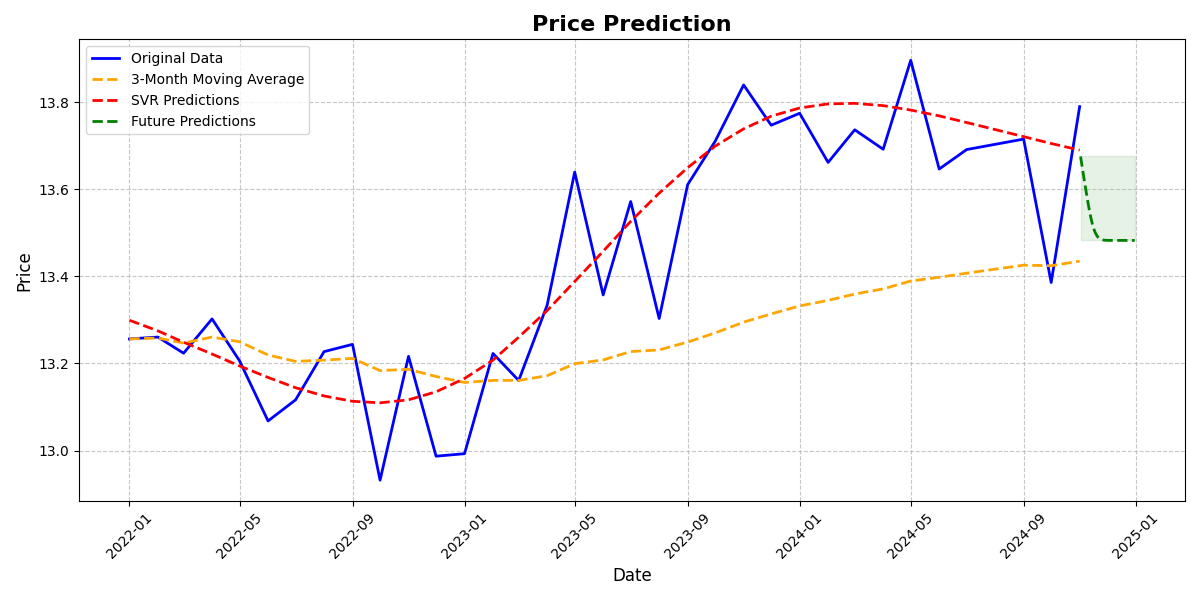 Price Prediction
Original Data
3-Month Moving Average
SVR Predictions
Future Predictions
Price
13.8
13.6
13.4
13.2
13.0
2022-01
2022-05
2022-09
2023-01
2023-05
2023-09
2024-01
2024-05
2024-09
2025-01
Date